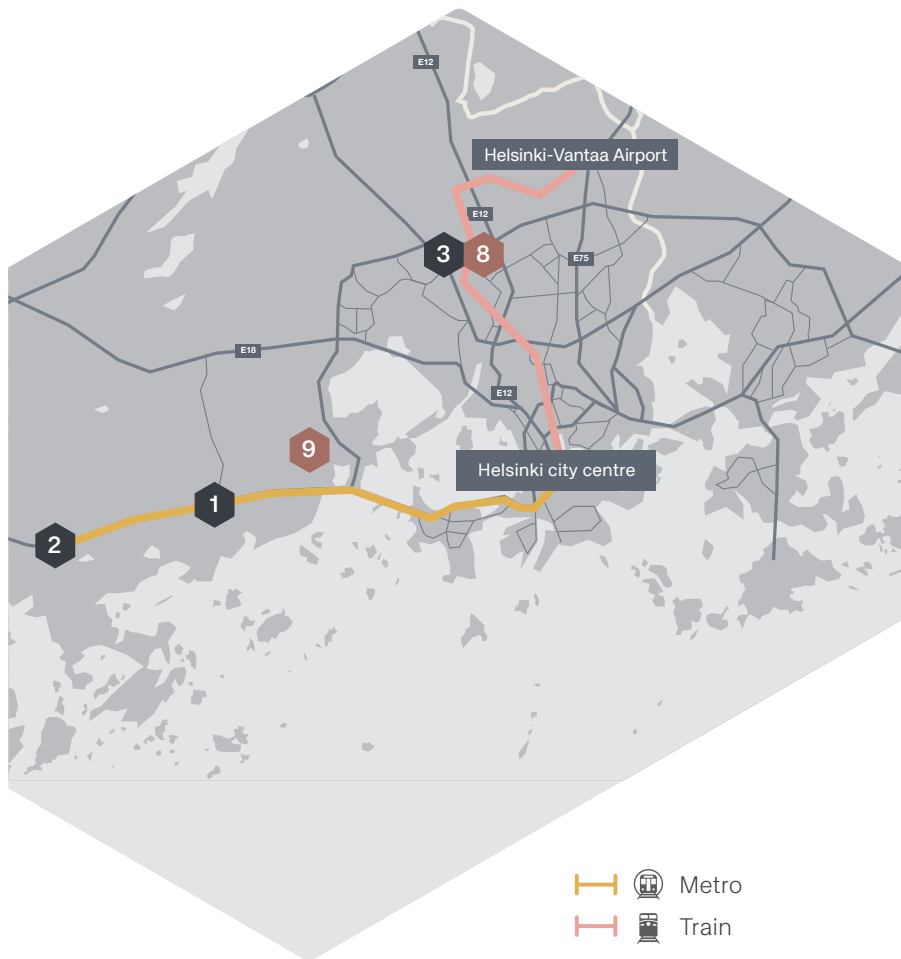 E12
Helsinki-Vantaa Airport
E12
3
8
E75
E18
E12
9
Helsinki city centre
1
2
Metro
Train